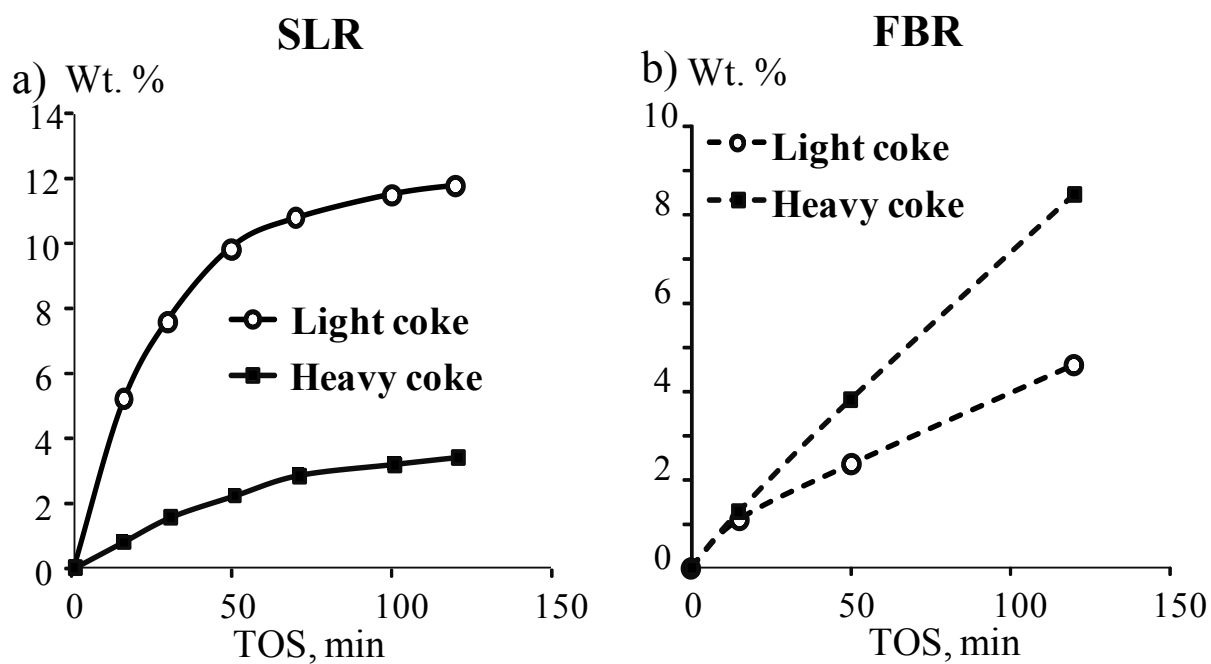 SLR
a) Wt. %
14
12
10
8
6
4
2
0
Light coke
Heavy coke
0 50 100 150
TOS, min
FBR
b) Wt. %
10
8
6
4
2
0
Light coke
Heavy coke
0 50 100 150
TOS, min